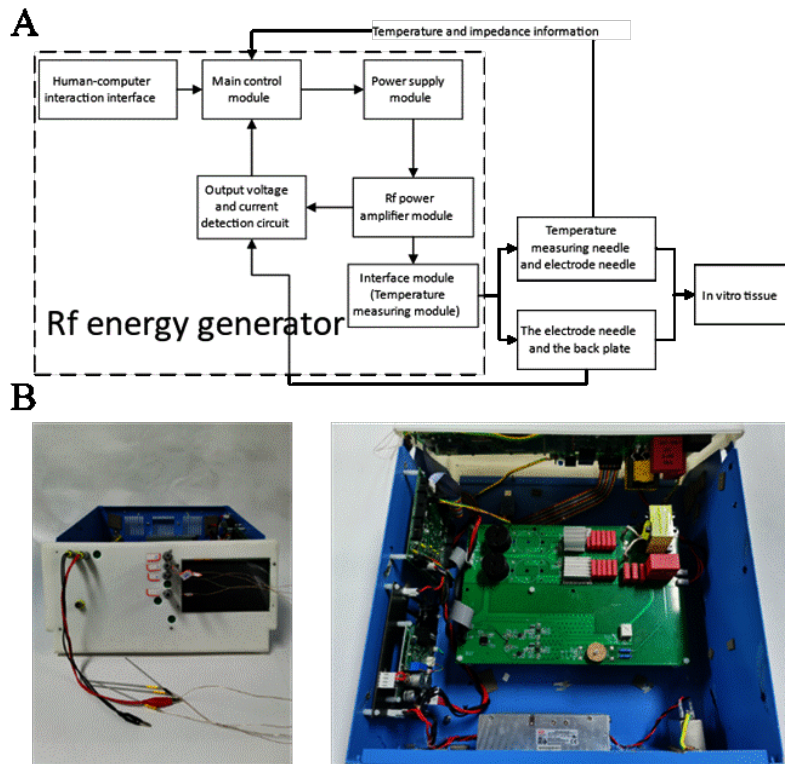 A
Temperature and impedance information
Human-computer
interaction interface
Main control
module
Power supply
module
Output voltage
and current
detection circuit
Rf power
amplifier module
Interface module
(Temperature
measuring module)
Rf energy generator
Temperature
measuring needle
and electrode needle
The electrode needle
and the back plate
In vitro tissue
B